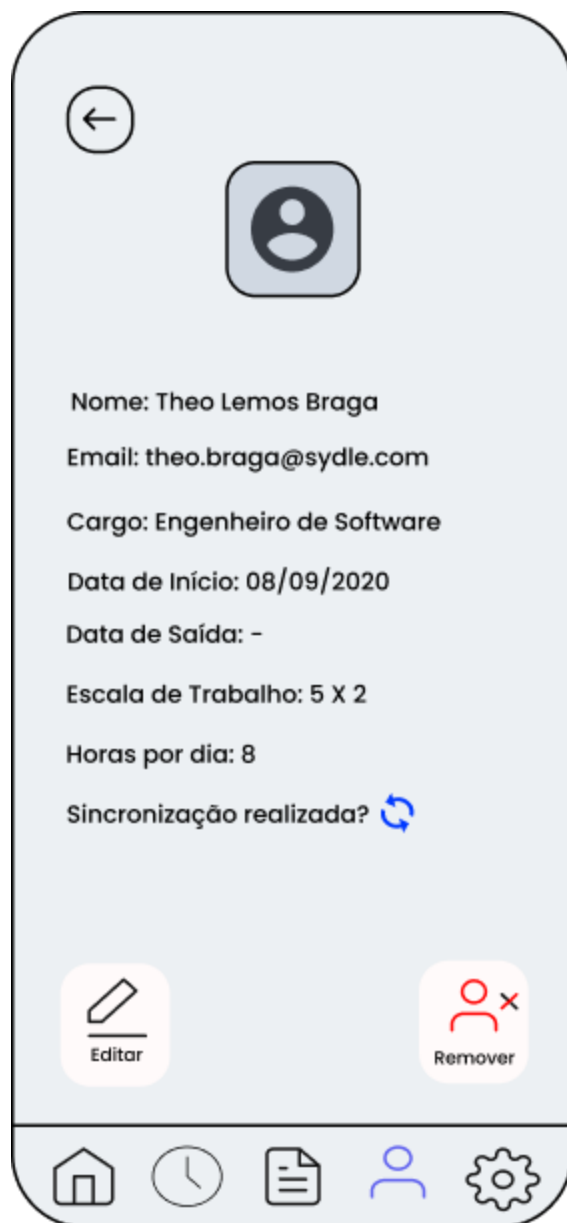 Nome: Theo Lemos Braga
Email: theo.braga@sydle.com
Cargo: Engenheiro de Software
Data de Início: 08/09/2020
Data de Saída: -
Escala de Trabalho: 5 X 2
Horas por dia: 8
Sincronização realizada?
Editar
Remover